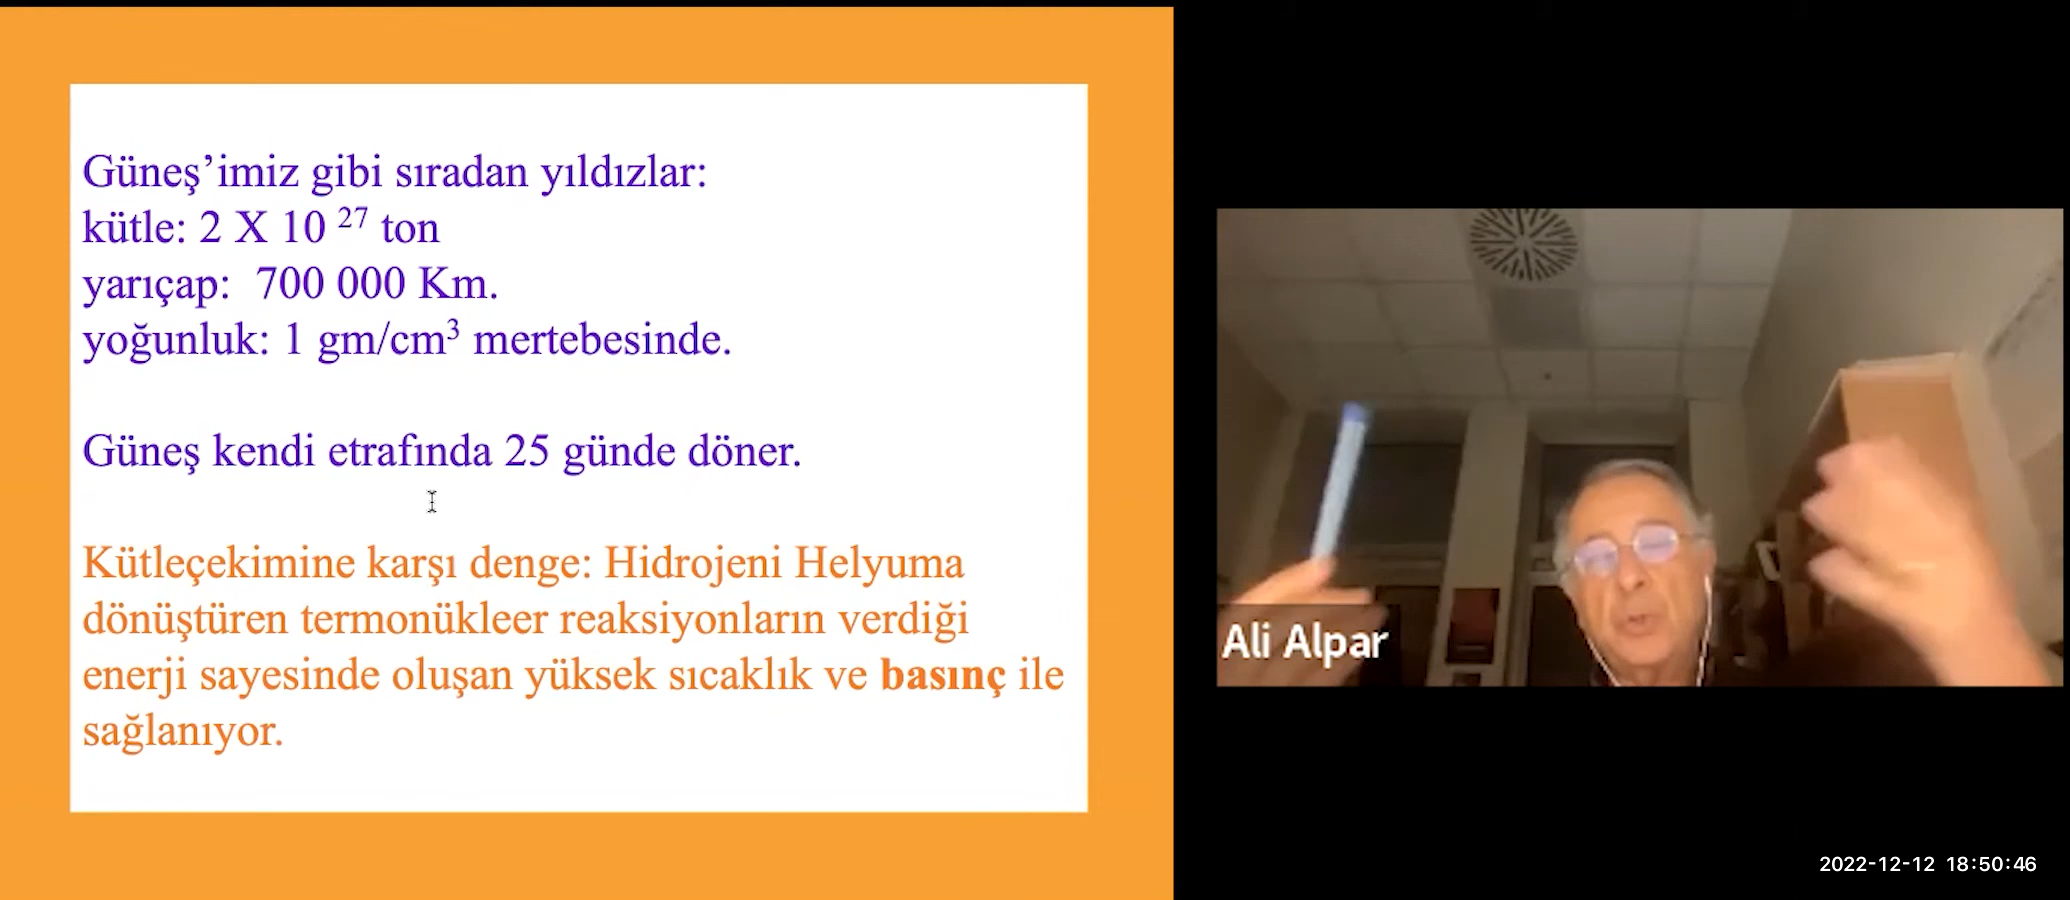 Güneş’imiz gibi sıradan yıldızlar:
kütle: 2 X 10 ²⁷ ton
yarıçap:  700 000 Km.
yoğunluk: 1 gm/cm³ mertebesinde.
Güneş kendi etrafında 25 günde döner.
Kütleçekimine karşı denge: Hidrojeni Helyuma
dönüştüren termonükleer reaksiyonların verdiği
enerji sayesinde oluşan yüksek sıcaklık ve basınç ile
sağlanıyor.
Ali Alpar
2022-12-12 18:50:46